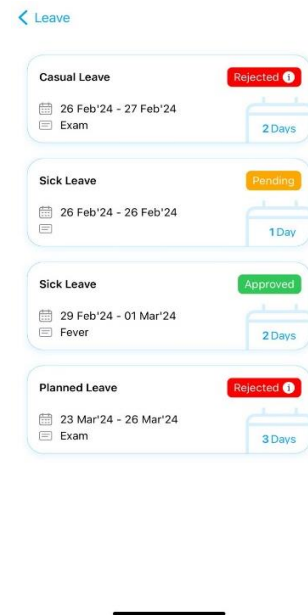 Leave
Casual Leave
Rejected
26 Feb'24 - 27 Feb'24
Exam
2 Days
Sick Leave
Pending
26 Feb'24 - 26 Feb'24
1 Day
Sick Leave
Approved
29 Feb'24 - 01 Mar'24
Fever
2 Days
Planned Leave
Rejected
23 Mar'24 - 26 Mar'24
Exam
3 Days